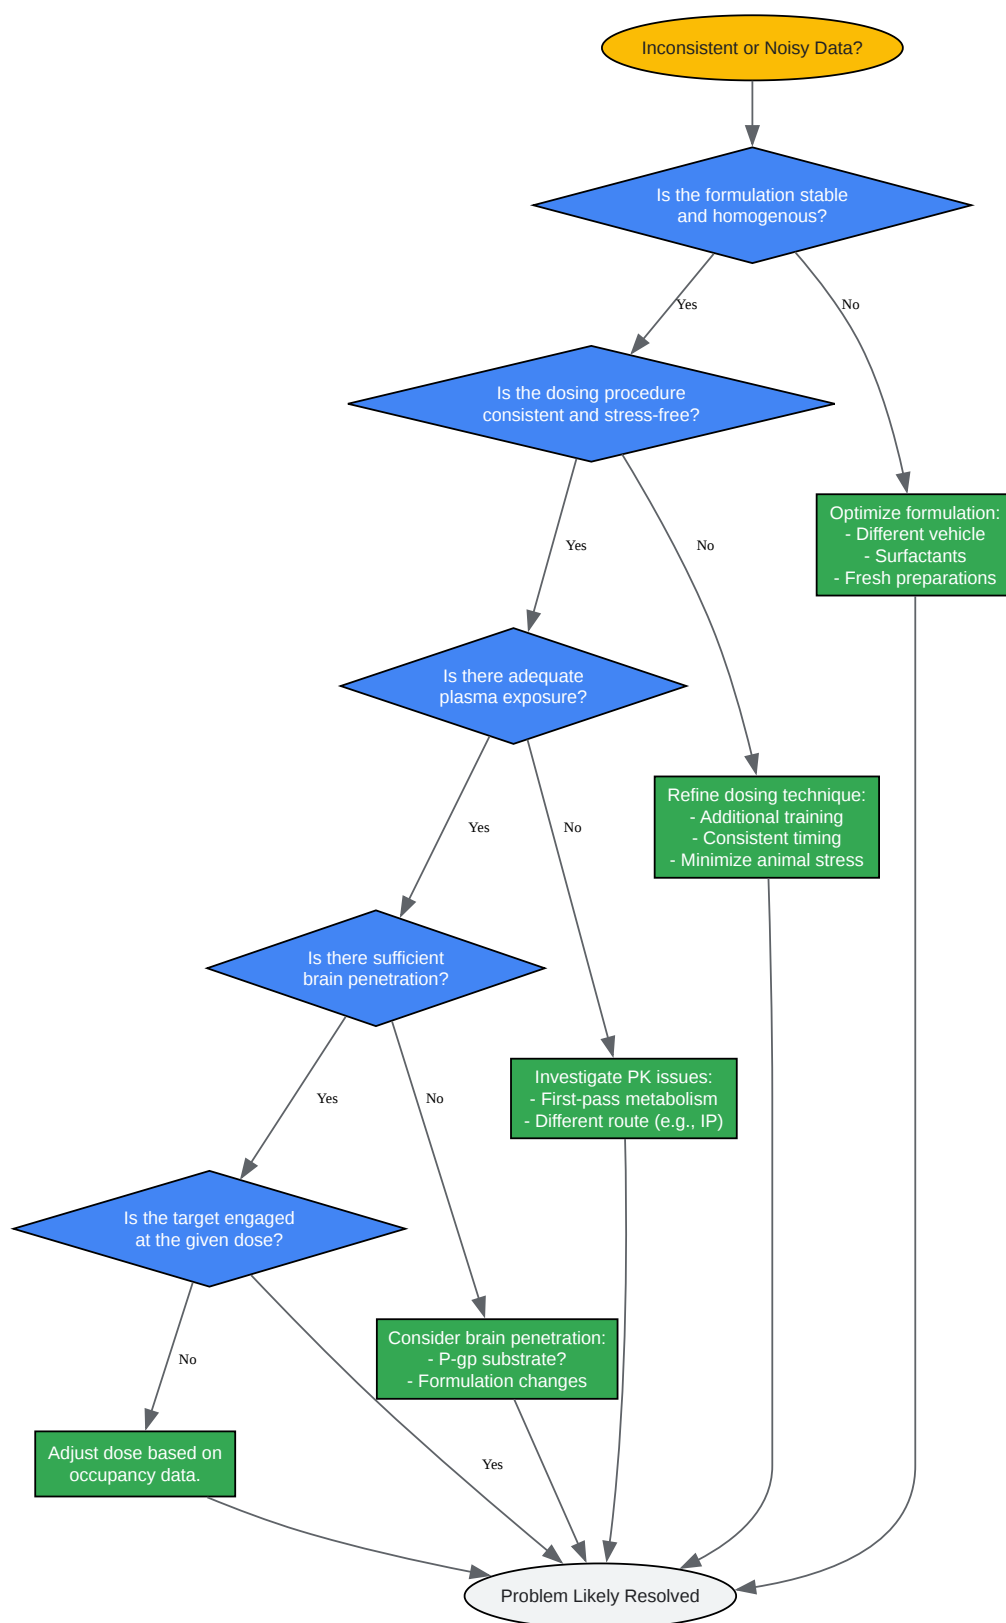 Inconsistent or Noisy Data?
Is the formulation stable
and homogenous?
Yes
No
Is the dosing procedure
consistent and stress-free?
Optimize formulation:
- Different vehicle
- Surfactants
- Fresh preparations
Yes
No
Is there adequate
plasma exposure?
Refine dosing technique:
- Additional training
- Consistent timing
- Minimize animal stress
Yes
No
Is there sufficient
brain penetration?
Investigate PK issues:
- First-pass metabolism
- Different route (e.g., IP)
Yes
No
Is the target engaged
at the given dose?
Consider brain penetration:
- P-gp substrate?
- Formulation changes
No
Yes
Adjust dose based on
occupancy data.
Problem Likely Resolved